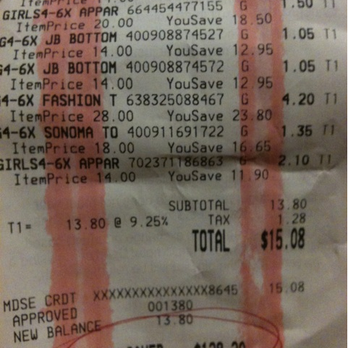 GIRLS4-6X APPAR 664454477155 G 1.50 T1
ItemPrice 20.00 YouSave 18.50
G4-6X JB BOTTOM 400908874527 G 1.05 T1
ItemPrice 14.00 YouSave 12.95
G4-6X JB BOTTOM 400908874572 G 1.05 T1
ItemPrice 14.00 YouSave 12.95
G4-6X FASHION T 638325088467 G 4.20 T1
ItemPrice 28.00 YouSave 23.80
G4-6X SONOMA TO 400911691722 G 1.35 T1
ItemPrice 18.00 YouSave 16.65
GIRLS4-6X APPAR 702371186863 G 2.10 T1
ItemPrice 14.00 YouSave 11.90
SUBTOTAL 13.80
T1= 13.80 @ 9.25% TAX 1.28
TOTAL $15.08
MDSE CRDT XXXXXXXXXXXXXXX8645 15.08
APPROVED 001380
NEW BALANCE 13.80